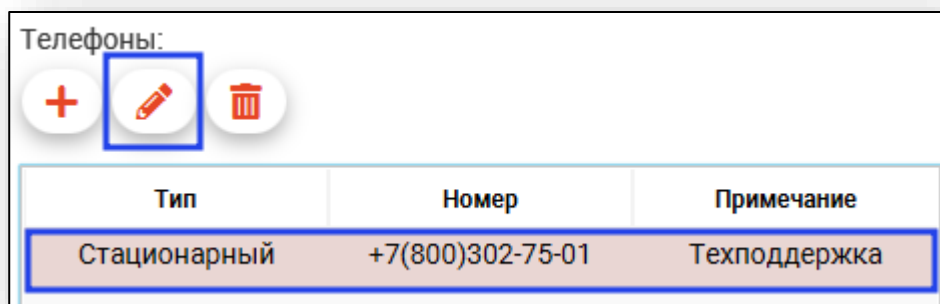 Телефоны:
Тип Номер Примечание
Стационарный +7(800)302-75-01 Техподдержка